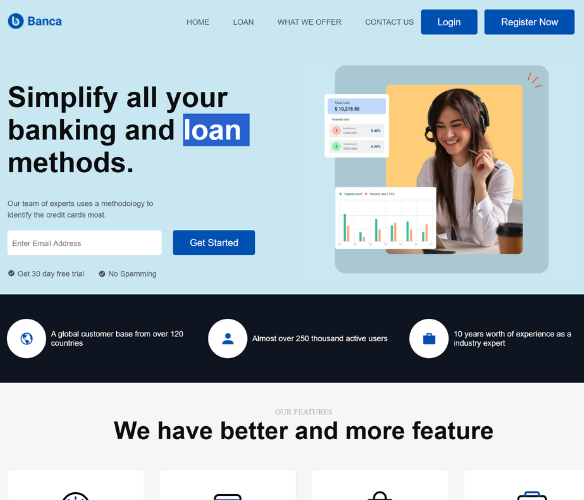 Banca
HOME LOAN WHAT WE OFFER CONTACT US Login Register Now
Simplify all your
banking and loan
methods.
Our team of experts uses a methodology to
identify the credit cards most.
Enter Email Address Get Started
Get 30 day free trial No Spamming
Total Loan
$ 10,215.50
Interest rate
5.46%
4.03%
A global customer base from over 120
countries
Almost over 250 thousand active users
10 years worth of experience as a
industry expert
OUR FEATURES
We have better and more feature